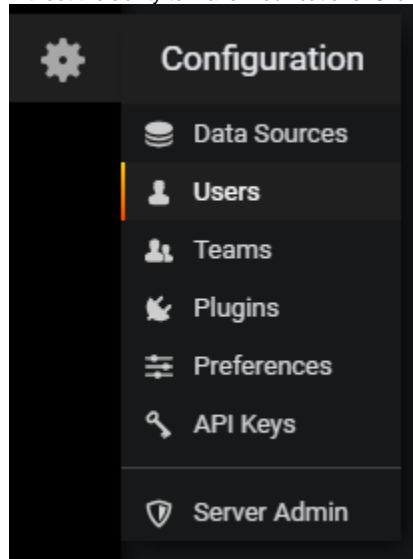 Configuration
Data Sources
Users
Teams
Plugins
Preferences
API Keys
Server Admin